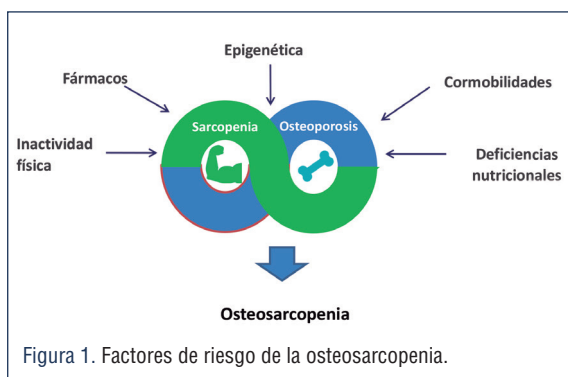 Epigenética
Fármacos
Cormobilidades
Sarcopenia
Osteoporosis
Inactividad
física
Deficiencias
nutricionales
Osteosarcopenia
Figura 1. Factores de riesgo de la osteosarcopenia.